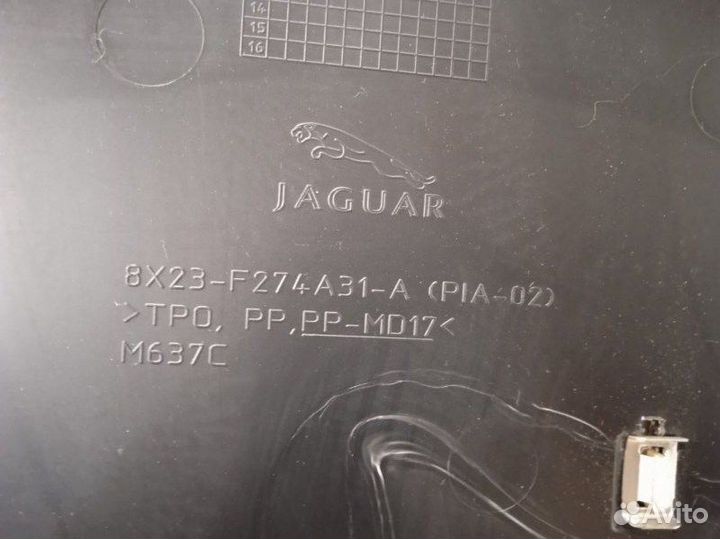 14
15
16
JAGUAR
8X23-F274A31-A (PIA-02)
>TPO, PP, PP-MD17<
M637C
Avito